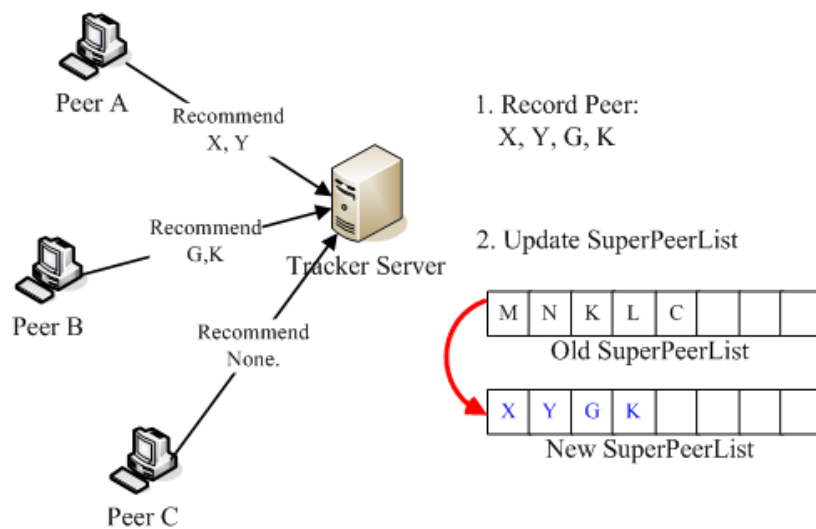 Peer A
Recommend
X, Y
Recommend
G,K
Tracker Server
Peer B
Recommend
None.
Peer C
1. Record Peer:
X, Y, G, K
2. Update SuperPeerList
M N K L C
Old SuperPeerList
X Y G K
New SuperPeerList